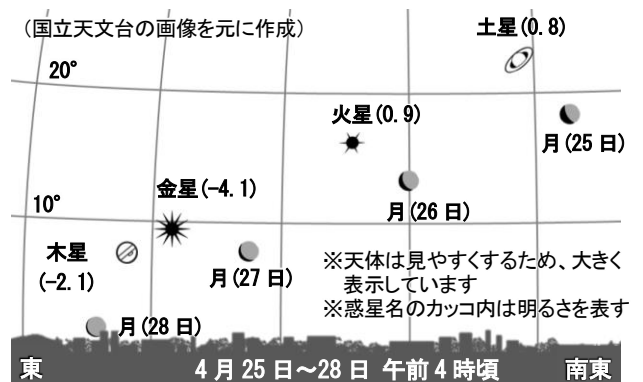 （国立天文台の画像を元に作成）
土星(0.8)
20°
火星(0.9)
月(25日)
金星(-4.1)
10°
月(26日)
木星
(-2.1)
月(27日)
※天体は見やすくするため、大きく
表示しています
※惑星名のカッコ内は明るさを表す
月(28日)
東
4月25日～28日 午前4時頃
南東